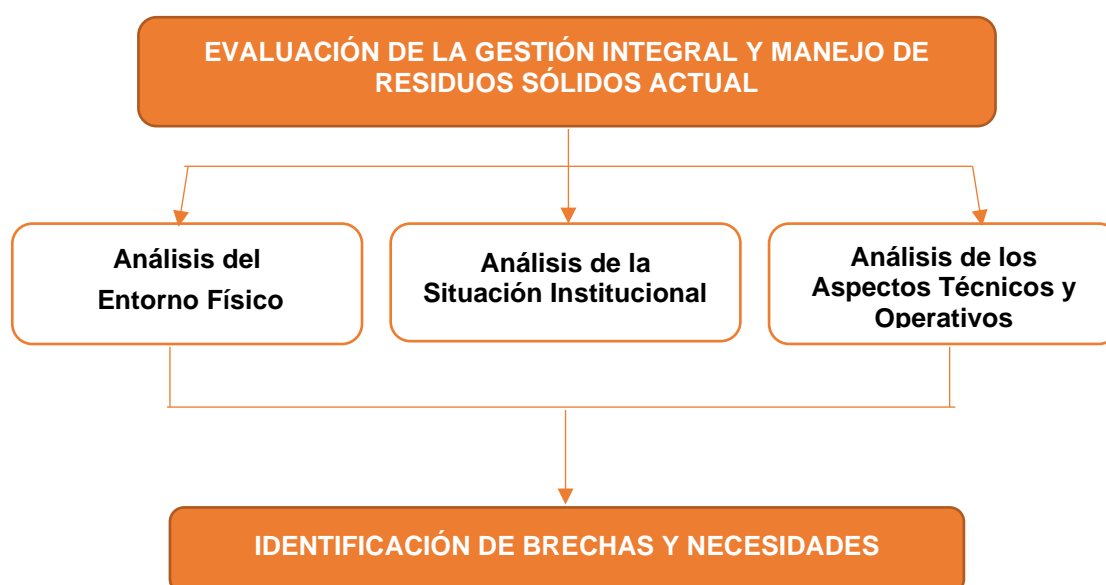 EVALUACIÓN DE LA GESTIÓN INTEGRAL Y MANEJO DE
RESIDUOS SÓLIDOS ACTUAL
Análisis del
Entorno Físico
Análisis de la
Situación Institucional
Análisis de los
Aspectos Técnicos y
Operativos
IDENTIFICACIÓN DE BRECHAS Y NECESIDADES